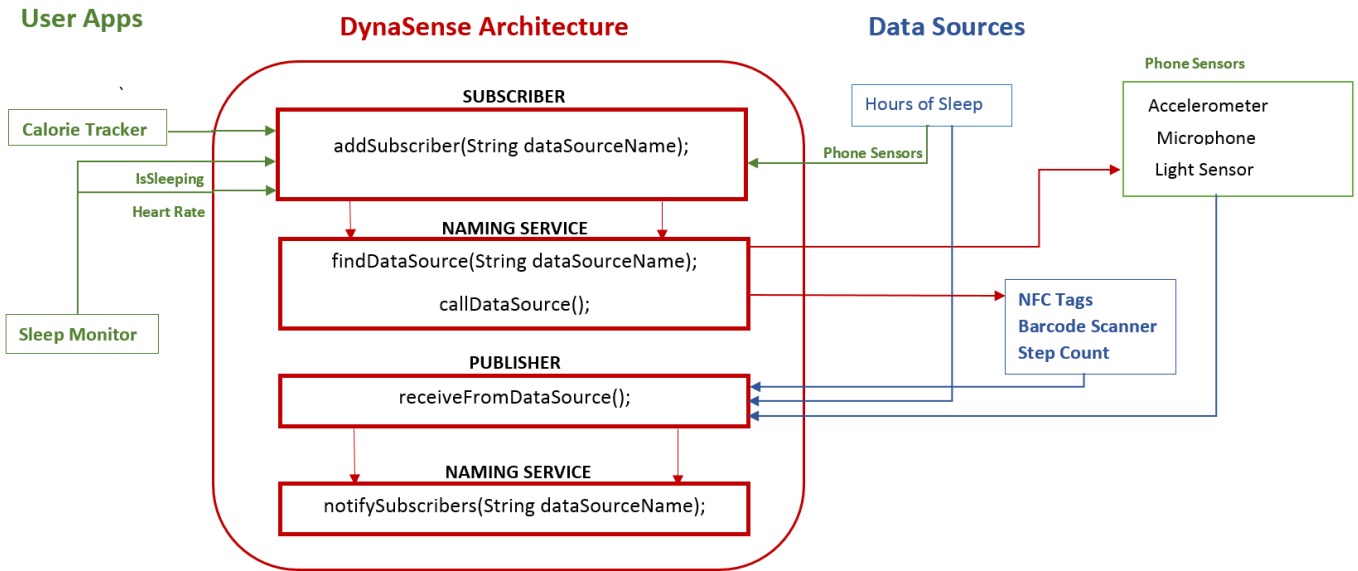 User Apps
DynaSense Architecture
Data Sources
Phone Sensors
`
SUBSCRIBER
Hours of Sleep
Accelerometer
Microphone
Light Sensor
Calorie Tracker
addSubscriber(String dataSourceName);
Phone Sensors
IsSleeping
Heart Rate
NAMING SERVICE
findDataSource(String dataSourceName);
callDataSource();
NFC Tags
Barcode Scanner
Step Count
Sleep Monitor
PUBLISHER
receiveFromDataSource();
NAMING SERVICE
notifySubscribers(String dataSourceName);